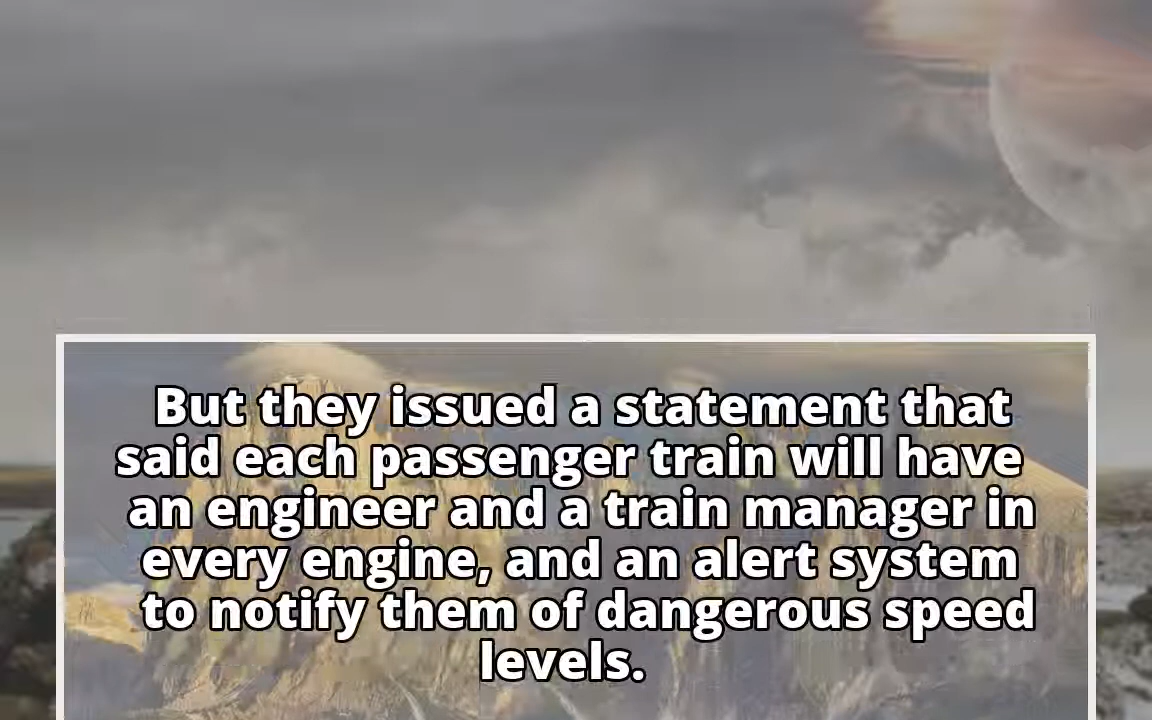 But they issued a statement that
said each passenger train will have
an engineer and a train manager in
every engine, and an alert system
to notify them of dangerous speed
levels.